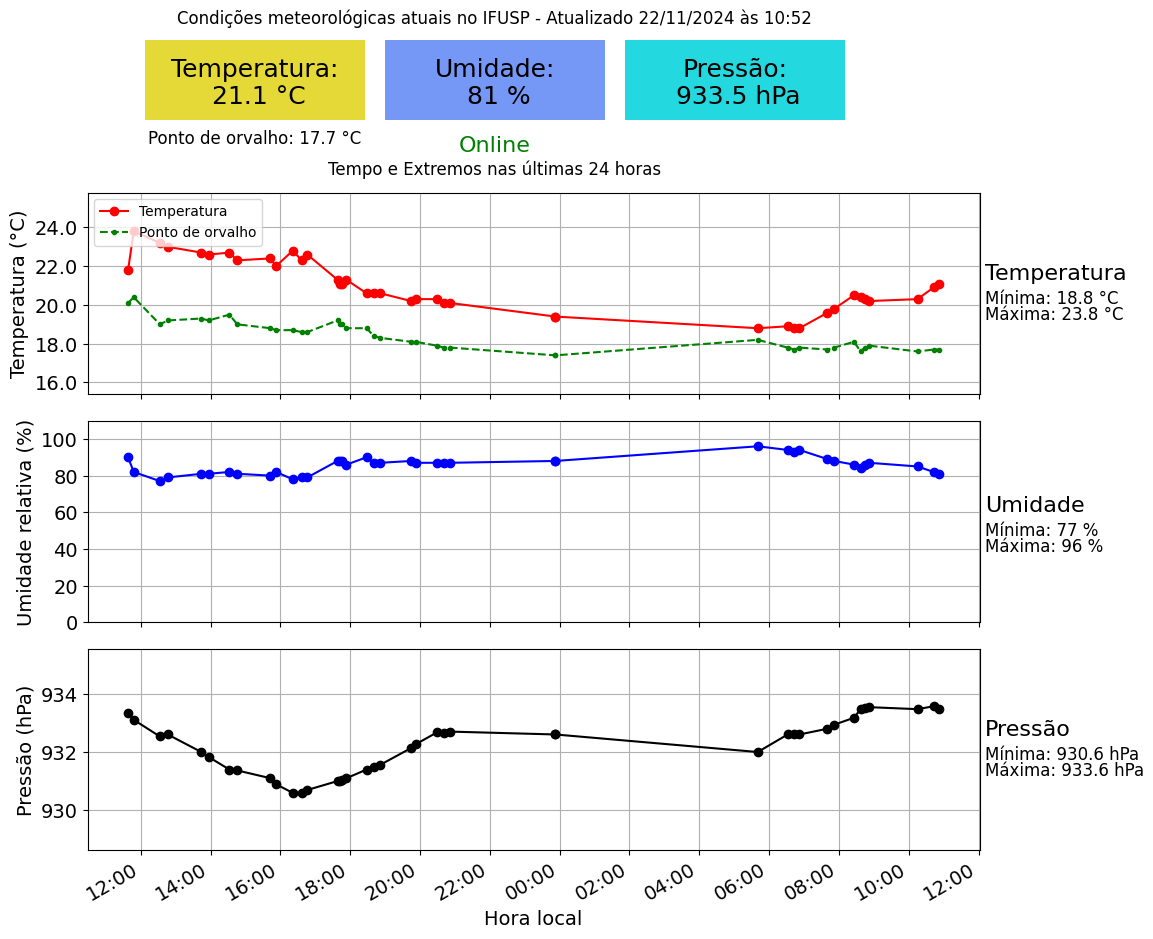 Condições meteorológicas atuais no IFUSP - Atualizado 22/11/2024 às 10:52
Temperatura:
21.1 °C
Umidade:
81 %
Pressão:
933.5 hPa
Ponto de orvalho: 17.7 °C
Online
Tempo e Extremos nas últimas 24 horas
Temperatura (°C)
24.0
22.0
20.0
18.0
16.0
Temperatura
Ponto de orvalho
Temperatura
Mínima: 18.8 °C
Máxima: 23.8 °C
Umidade relativa (%)
100
80
60
40
20
0
Umidade
Mínima: 77 %
Máxima: 96 %
Pressão (hPa)
934
932
930
Pressão
Mínima: 930.6 hPa
Máxima: 933.6 hPa
12:00 14:00 16:00 18:00 20:00 22:00 00:00 02:00 04:00 06:00 08:00 10:00 12:00
Hora local